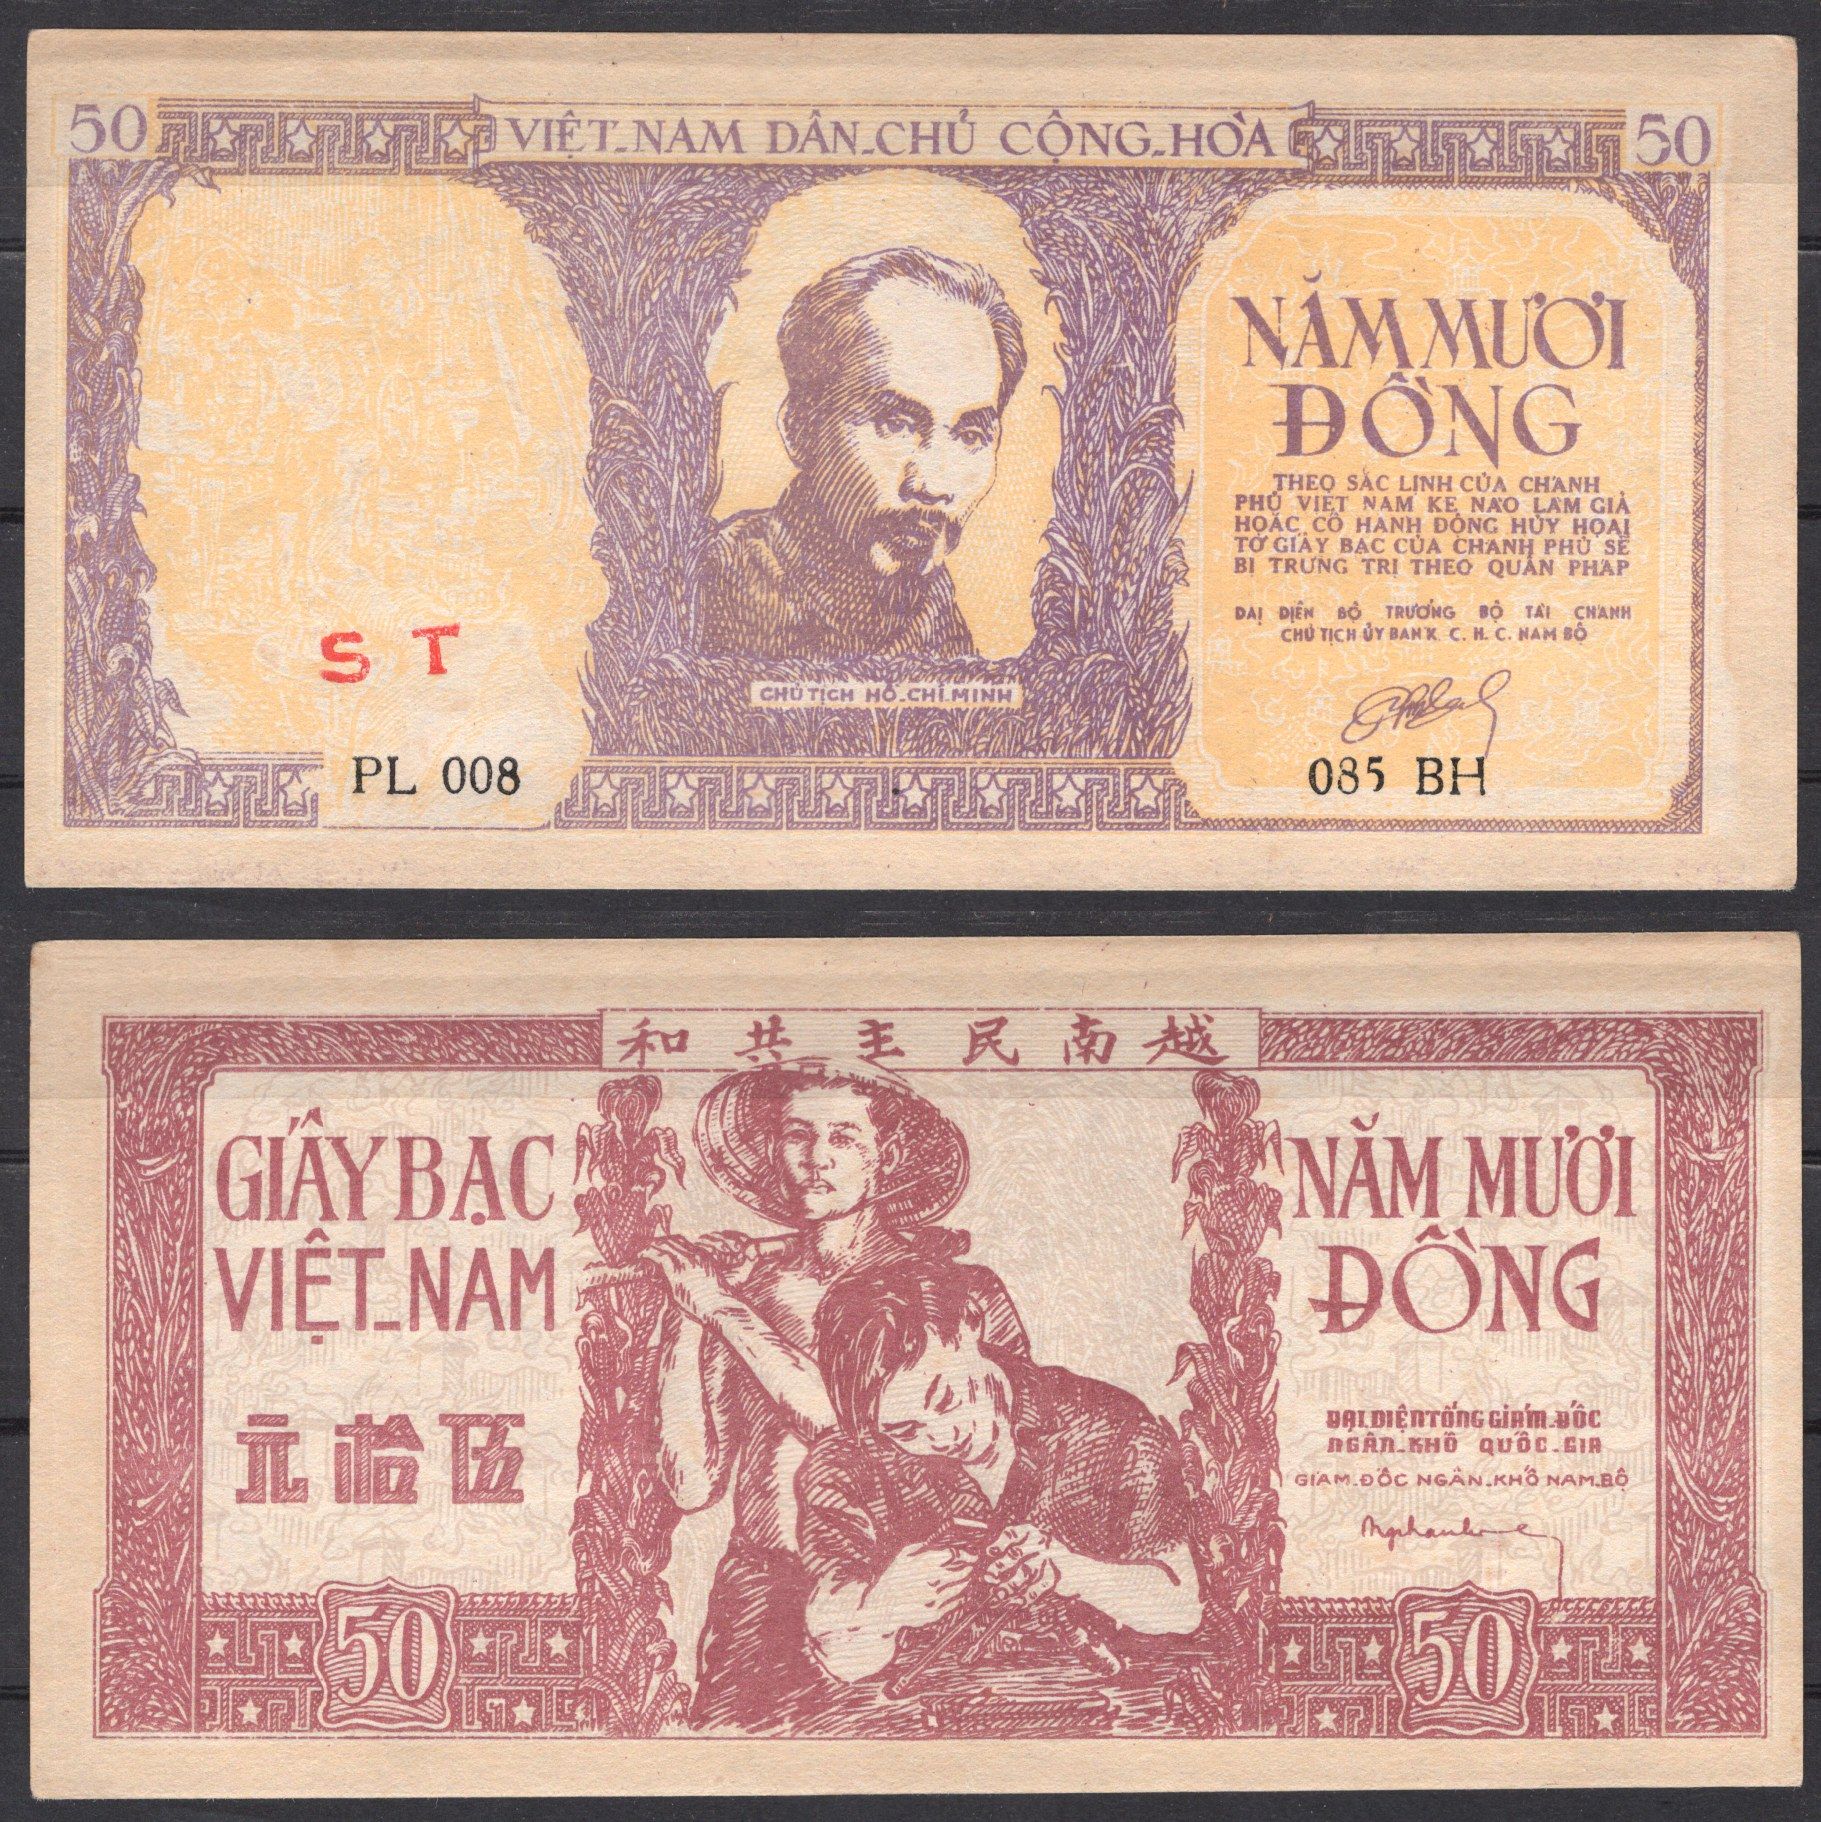 50 VIỆT-NAM DÂN-CHỦ CỘNG-HÒA 50
NĂM MƯƠI
ĐỒNG
THEO SẮC LỊNH CỦA CHÁNH
PHỦ VIỆT NAM KẺ NÀO LÀM GIẢ
HOẶC CÓ HÀNH ĐỘNG HỦY HOẠI
TỜ GIẤY BẠC CỦA CHÁNH PHỦ SẼ
BỊ TRỪNG TRỊ THEO QUÂN PHÁP
ĐẠI DIỆN BỘ TRƯỞNG BỘ TÀI CHÁNH
CHỦ TỊCH ỦY BAN K. C. H. C. NAM BỘ
S T
CHỦ TỊCH HỒ-CHÍ-MINH
PL 008
085 BH
和 共 主 民 南 越
GIẤY BẠC
VIỆT-NAM
元 拾 伍
50
NĂM MƯƠI
ĐỒNG
ĐẠI DIỆN TỔNG GIÁM-ĐỐC
NGÂN-KHỐ QUỐC-GIA
GIÁM-ĐỐC NGÂN-KHỐ NAM-BỘ
50